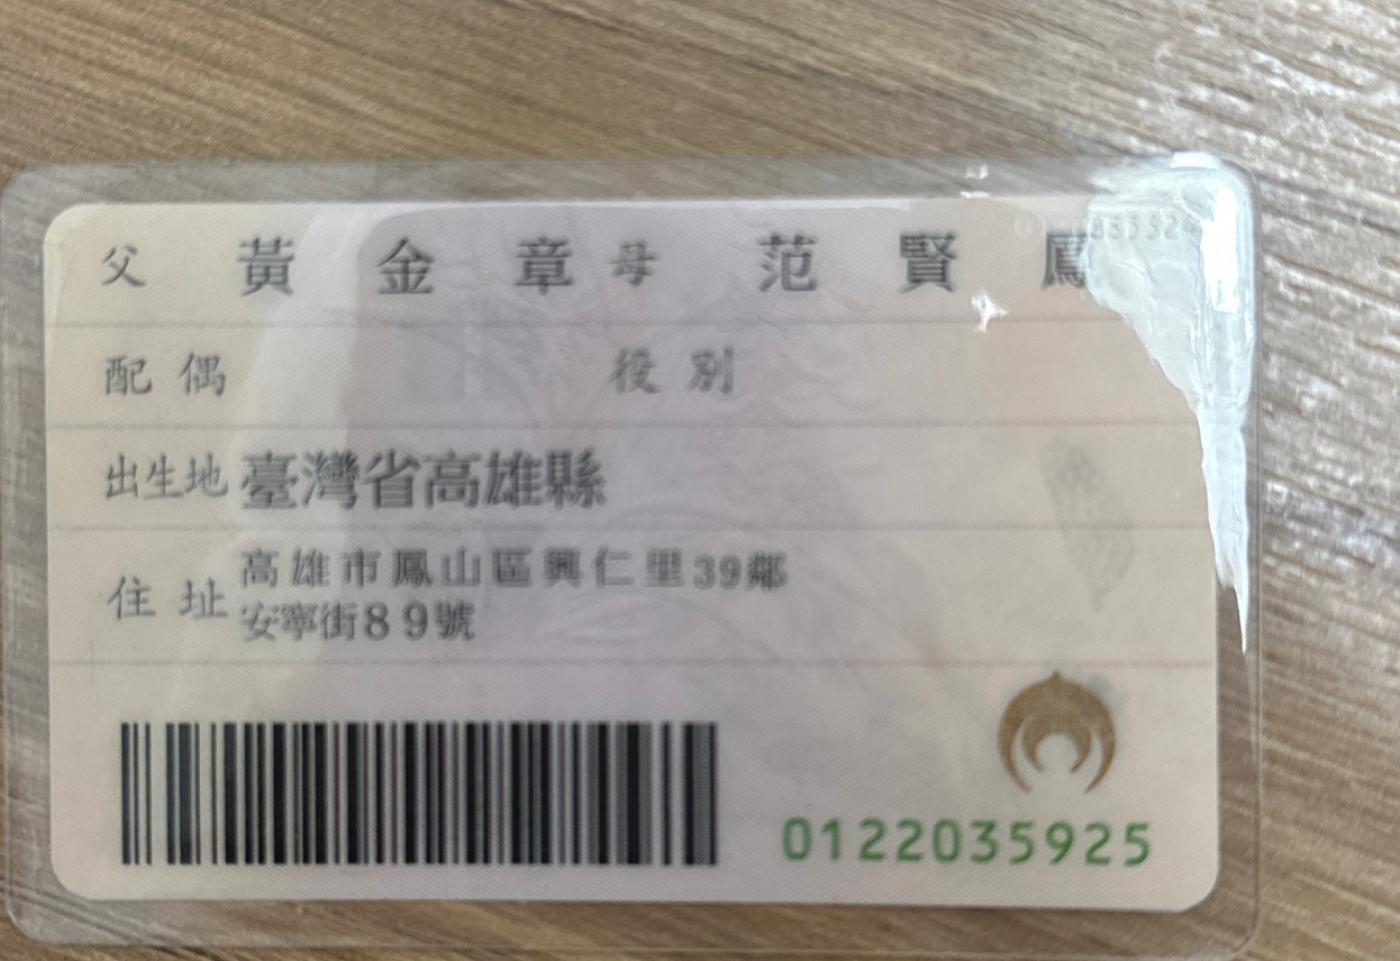 父 黃金章 母 范賢鳳
配偶 役別
出生地 臺灣省高雄縣
住址 高雄市鳳山區興仁里39鄰
安寧街89號
0122035925